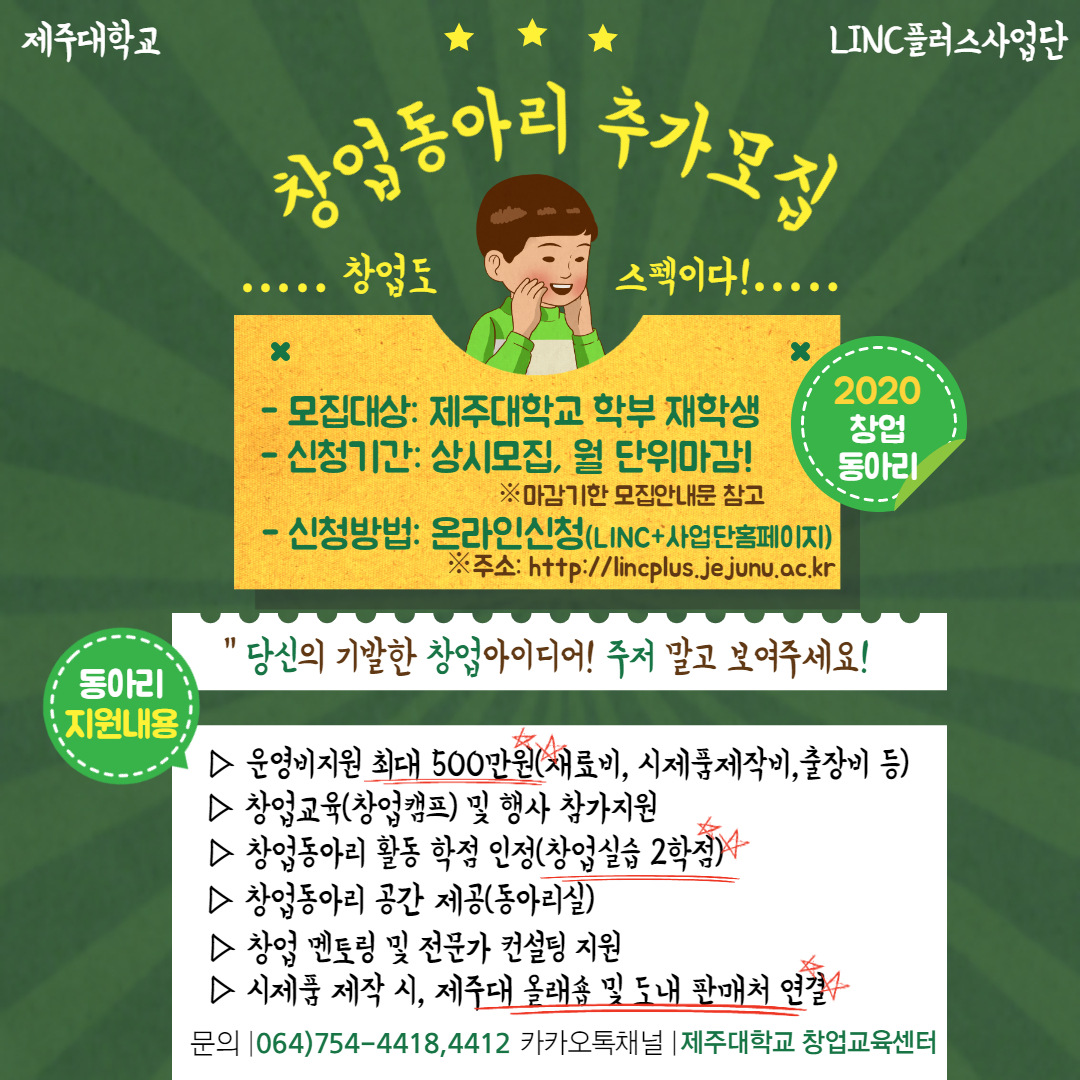 제주대학교
LINC플러스사업단
창업동아리 추가모집
창업도 스펙이다!
- 모집대상: 제주대학교 학부 재학생
- 신청기간: 상시모집, 월 단위마감!
※마감기한 모집안내문 참고
- 신청방법: 온라인신청(LINC+사업단홈페이지)
※주소: http://lincplus.jejunu.ac.kr
2020
창업
동아리
" 당신의 기발한 창업아이디어! 주저 말고 보여주세요!
동아리
지원내용
▷ 운영비지원 최대 500만원(재료비, 시제품제작비,출장비 등)
▷ 창업교육(창업캠프) 및 행사 참가지원
▷ 창업동아리 활동 학점 인정(창업실습 2학점)
▷ 창업동아리 공간 제공(동아리실)
▷ 창업 멘토링 및 전문가 컨설팅 지원
▷ 시제품 제작 시, 제주대 올래숍 및 도내 판매처 연결
문의 |064)754-4418,4412 카카오톡채널 |제주대학교 창업교육센터